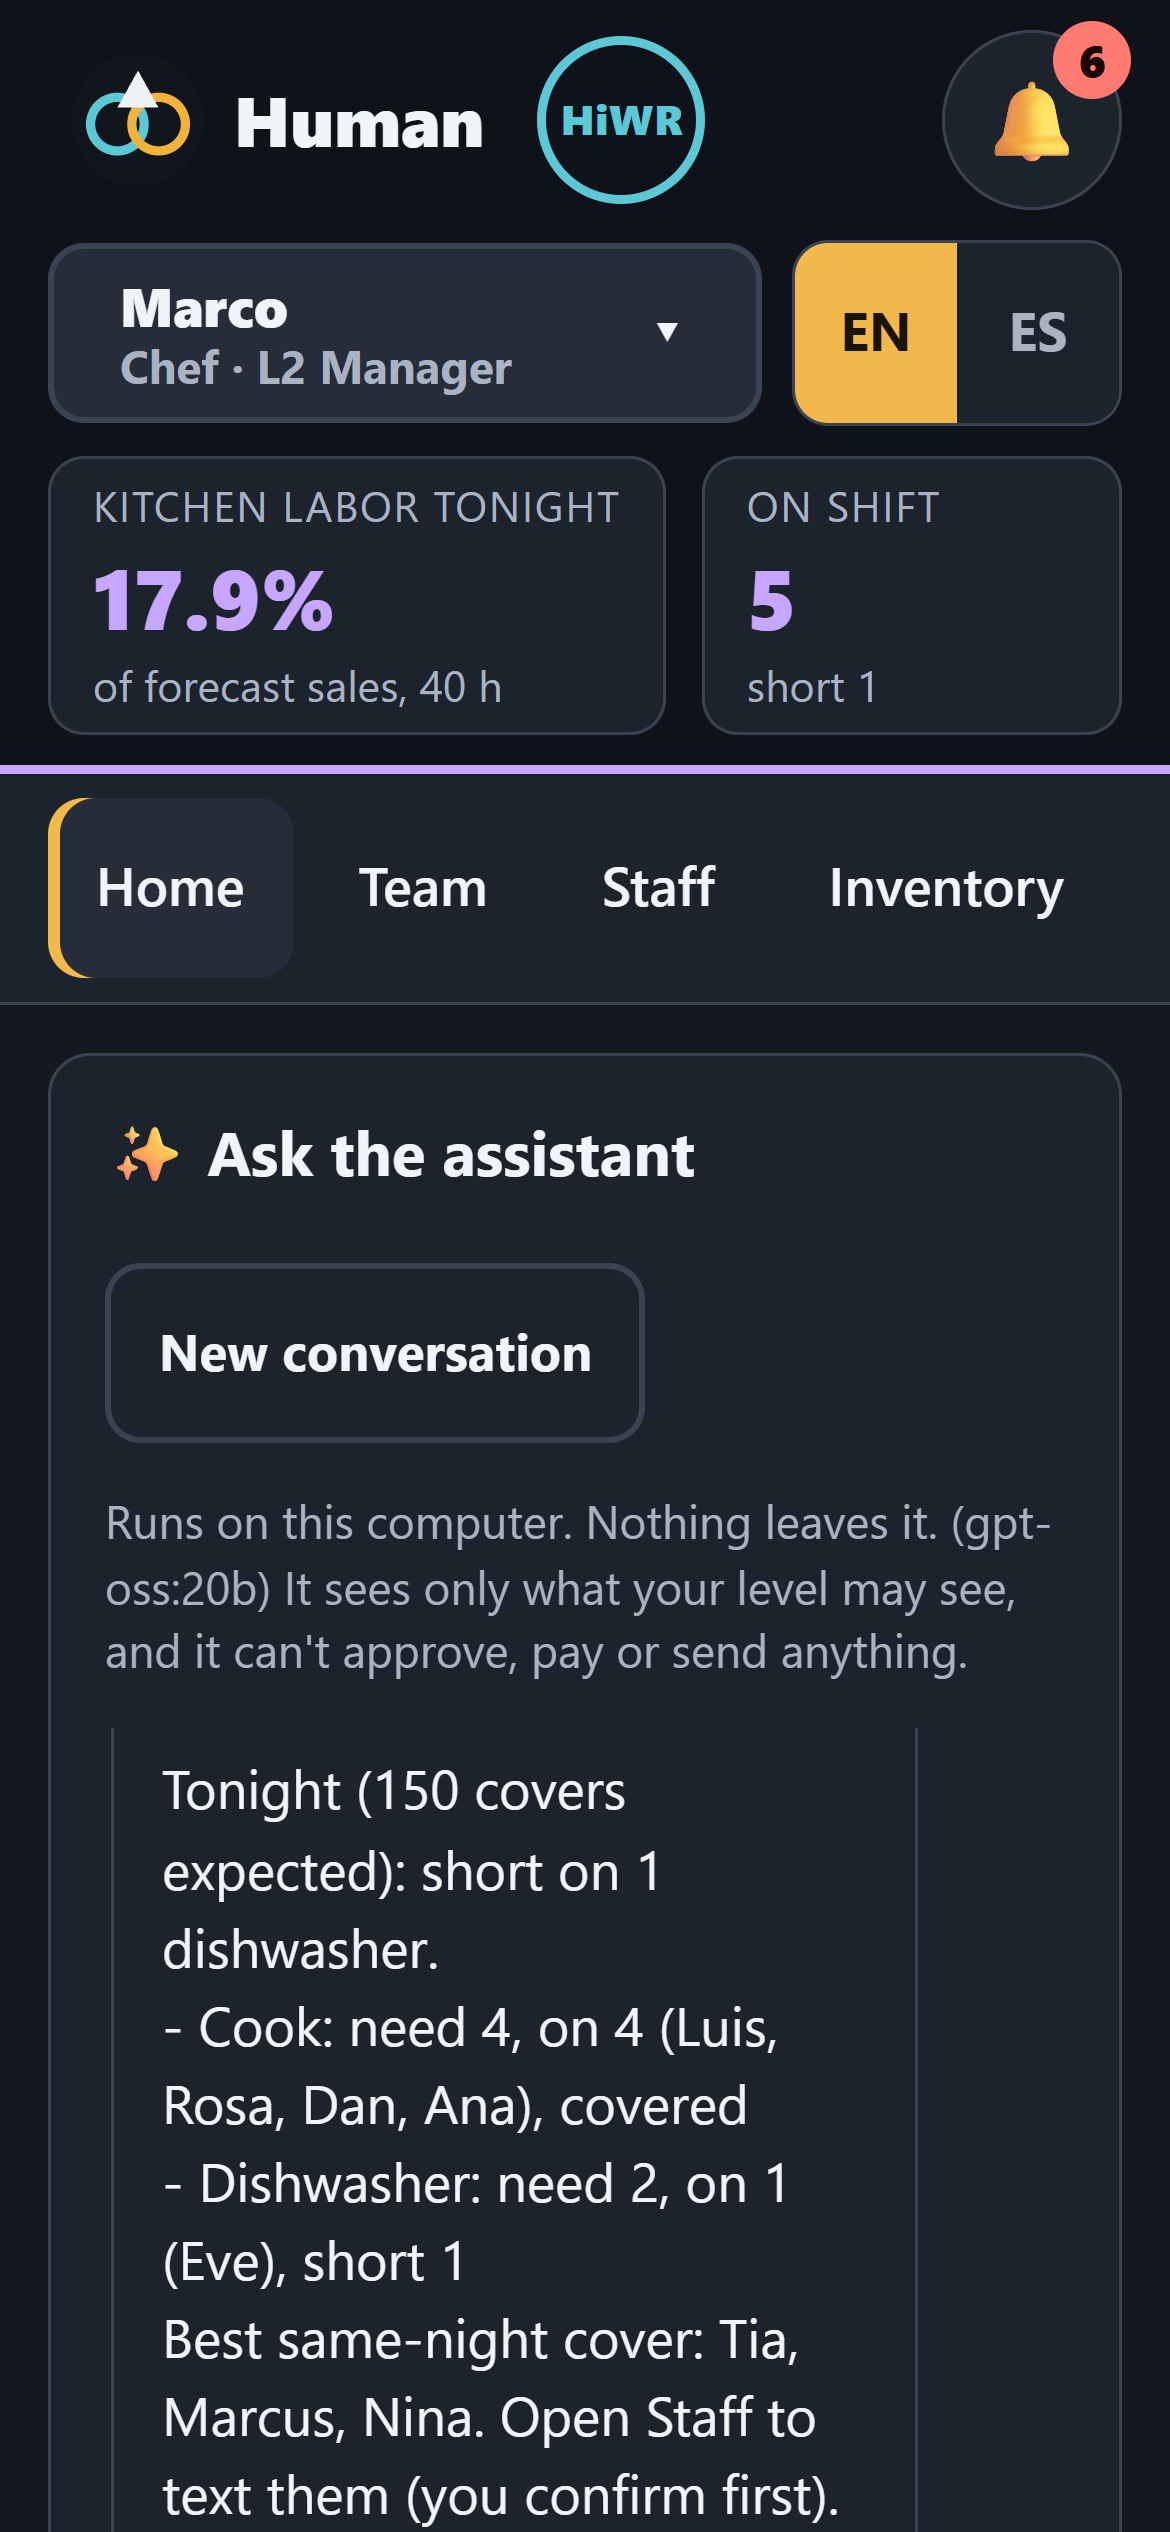 Human
HiWR
6
Marco
Chef · L2 Manager
EN
ES
KITCHEN LABOR TONIGHT
17.9%
of forecast sales, 40 h
ON SHIFT
5
short 1
Home
Team
Staff
Inventory
Ask the assistant
New conversation
Runs on this computer. Nothing leaves it. (gpt-
oss:20b) It sees only what your level may see,
and it can't approve, pay or send anything.
Tonight (150 covers
expected): short on 1
dishwasher.
- Cook: need 4, on 4 (Luis,
Rosa, Dan, Ana), covered
- Dishwasher: need 2, on 1
(Eve), short 1
Best same-night cover: Tia,
Marcus, Nina. Open Staff to
text them (you confirm first).